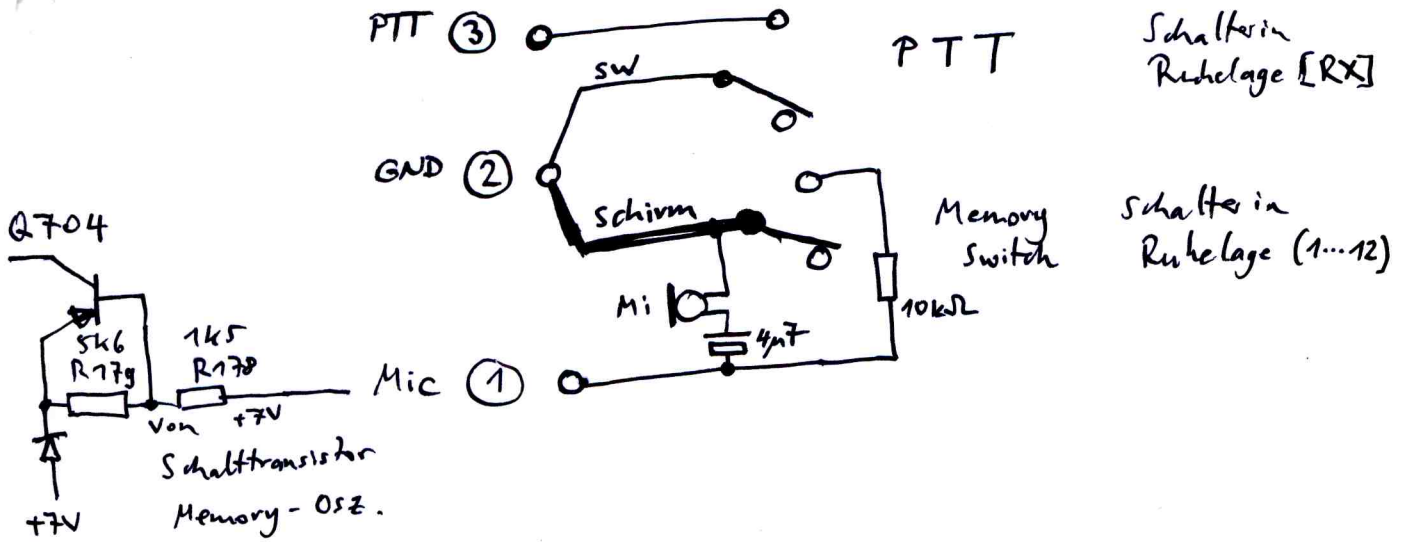 PTT ③
sw
PTT
Schalter in
Ruhelage [RX]
GND ②
Schirm
Memory
Switch
Schalter in
Ruhelage (1...12)
Q704
5k6
R179
1k5
R178
+7V
Von
Schalttransistor
Memory-Osz.
+7V
Mi
4µ7
10kΩ
Mic ①